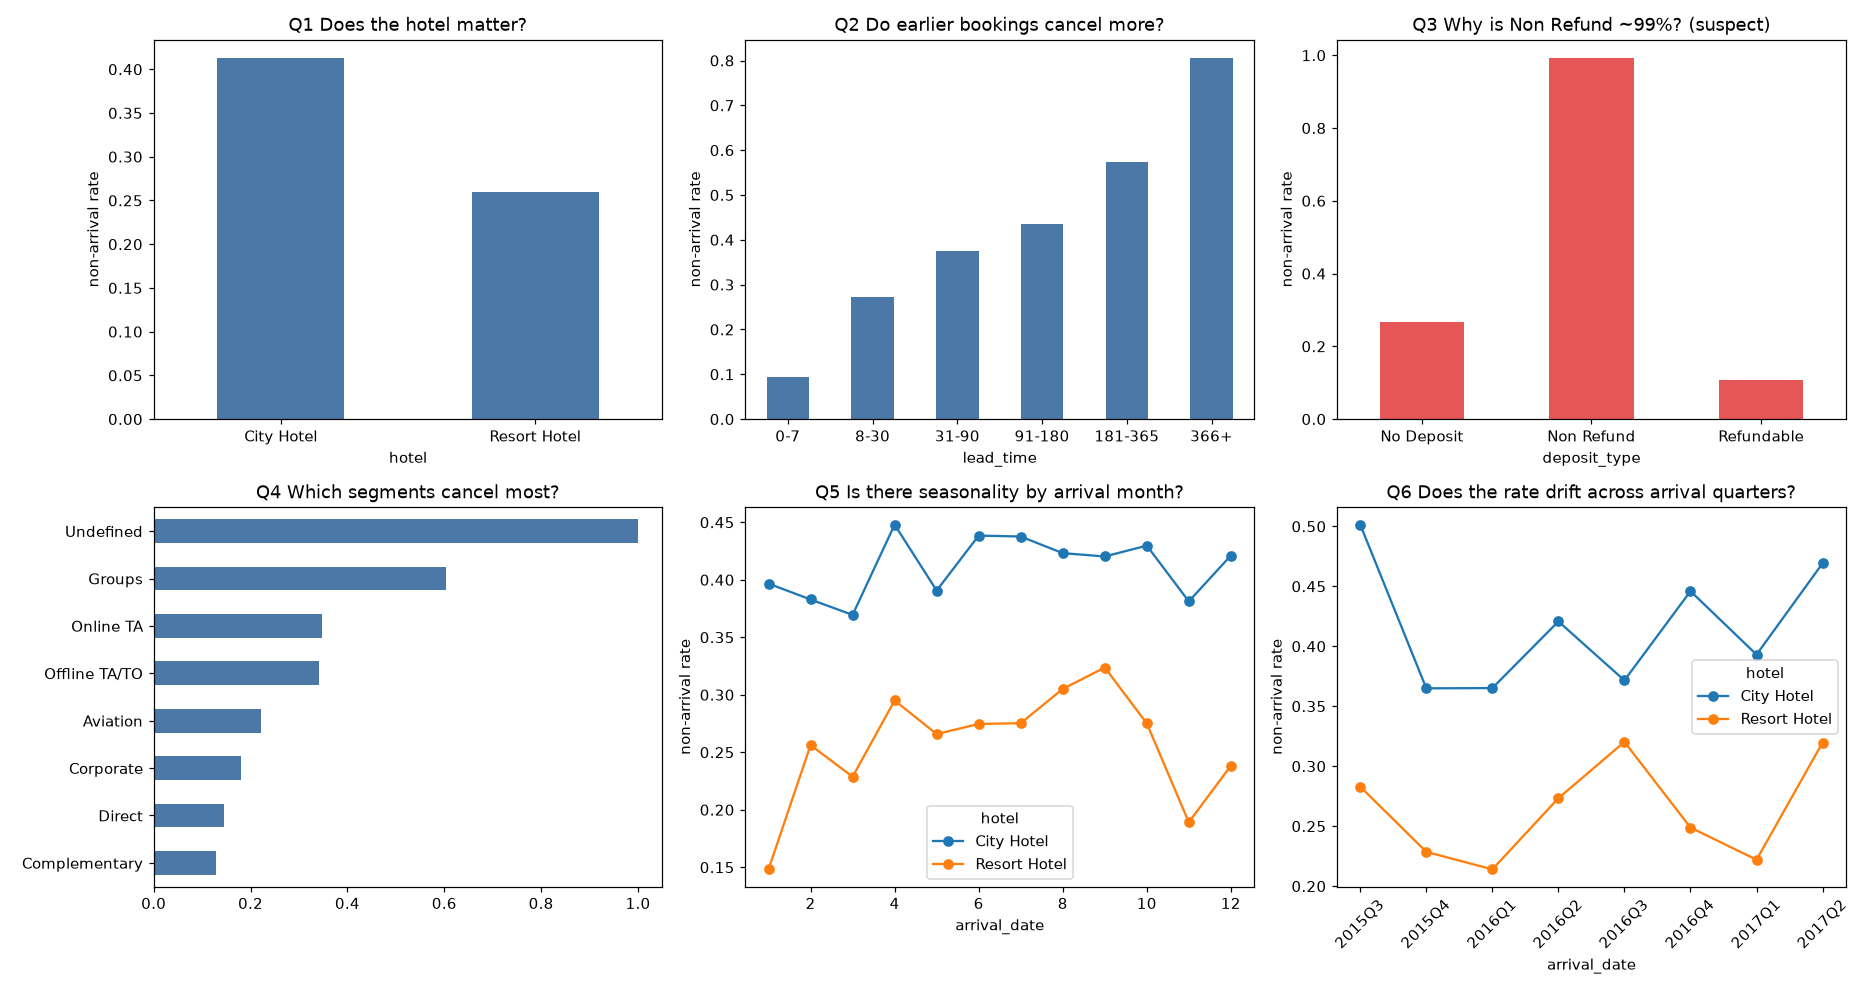 Q1 Does the hotel matter?
non-arrival rate
0.40
0.35
0.30
0.25
0.20
0.15
0.10
0.05
0.00
City Hotel
Resort Hotel
hotel
Q2 Do earlier bookings cancel more?
non-arrival rate
0.8
0.7
0.6
0.5
0.4
0.3
0.2
0.1
0.0
0-7
8-30
31-90
91-180
181-365
366+
lead_time
Q3 Why is Non Refund ~99%? (suspect)
non-arrival rate
1.0
0.8
0.6
0.4
0.2
0.0
No Deposit
Non Refund
Refundable
deposit_type
Q4 Which segments cancel most?
Undefined
Groups
Online TA
Offline TA/TO
Aviation
Corporate
Direct
Complementary
0.0
0.2
0.4
0.6
0.8
1.0
Q5 Is there seasonality by arrival month?
non-arrival rate
0.45
0.40
0.35
0.30
0.25
0.20
0.15
hotel
City Hotel
Resort Hotel
2
4
6
8
10
12
arrival_date
Q6 Does the rate drift across arrival quarters?
non-arrival rate
0.50
0.45
0.40
0.35
0.30
0.25
0.20
hotel
City Hotel
Resort Hotel
2015Q3
2015Q4
2016Q1
2016Q2
2016Q3
2016Q4
2017Q1
2017Q2
arrival_date